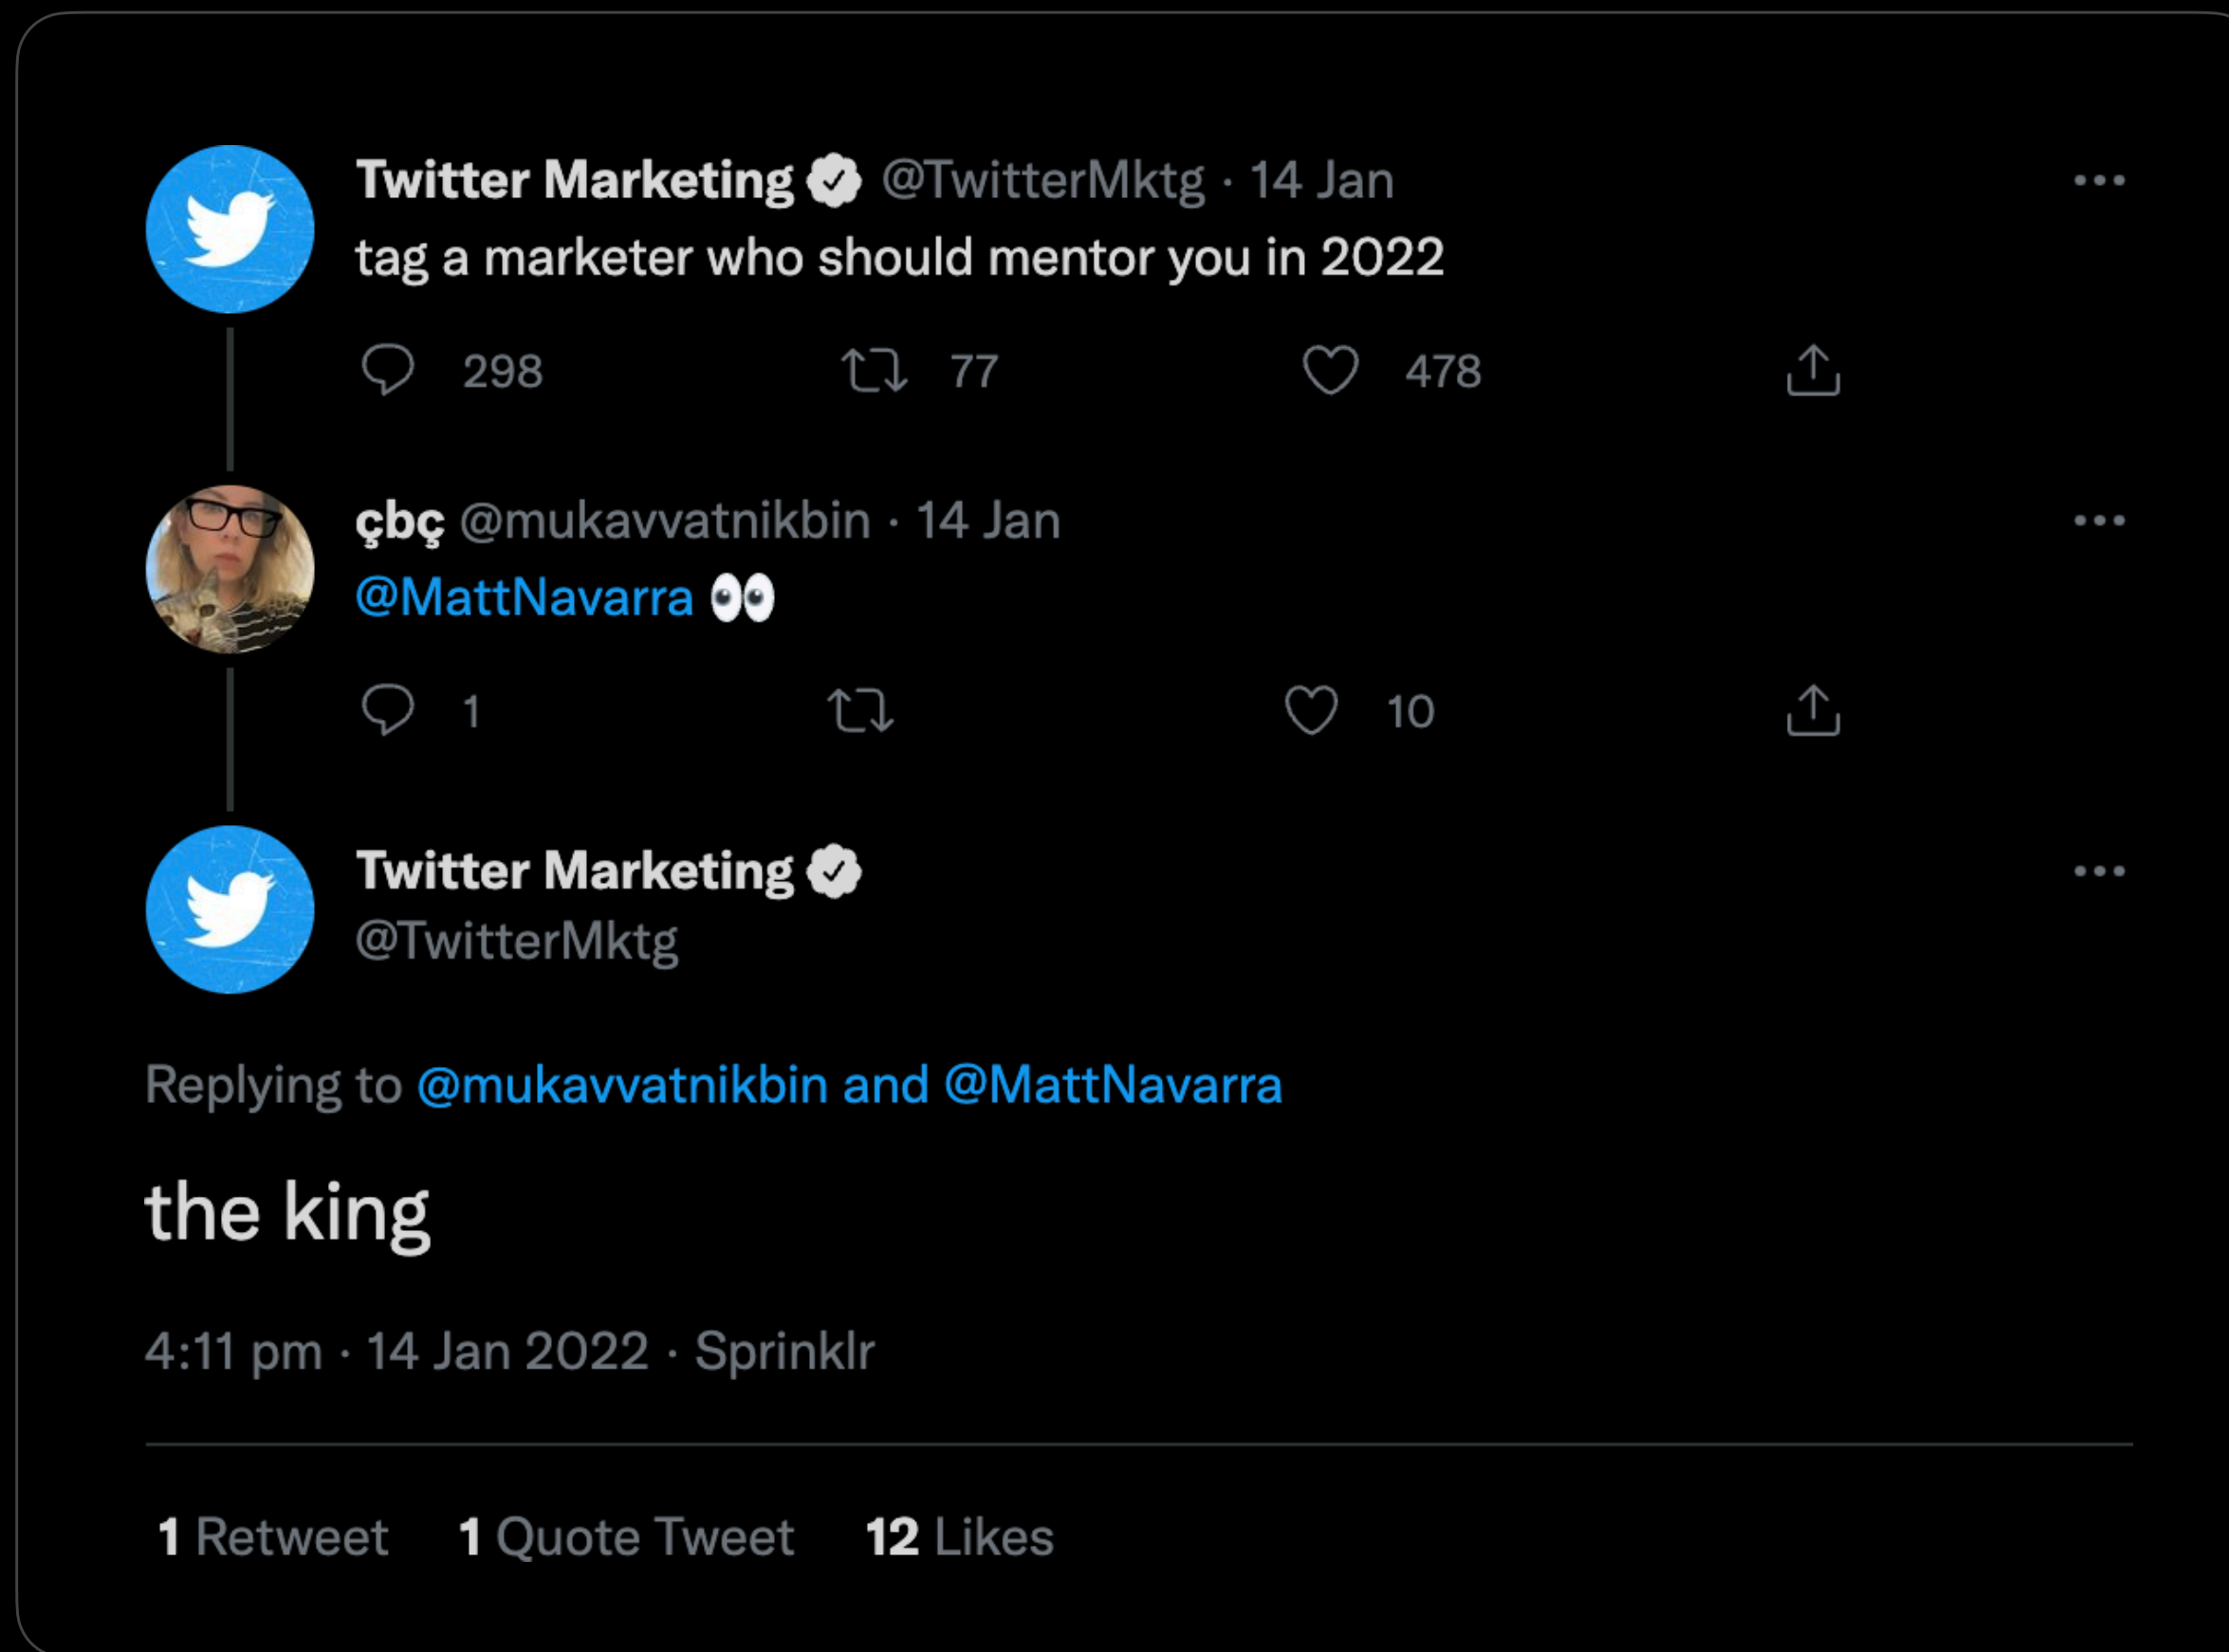 Twitter Marketing @TwitterMktg · 14 Jan
tag a marketer who should mentor you in 2022
298 77 478
çbç @mukavvatnikbin · 14 Jan
@MattNavarra 👀
1 10
Twitter Marketing
@TwitterMktg
Replying to @mukavvatnikbin and @MattNavarra
the king
4:11 pm · 14 Jan 2022 · Sprinklr
1 Retweet 1 Quote Tweet 12 Likes